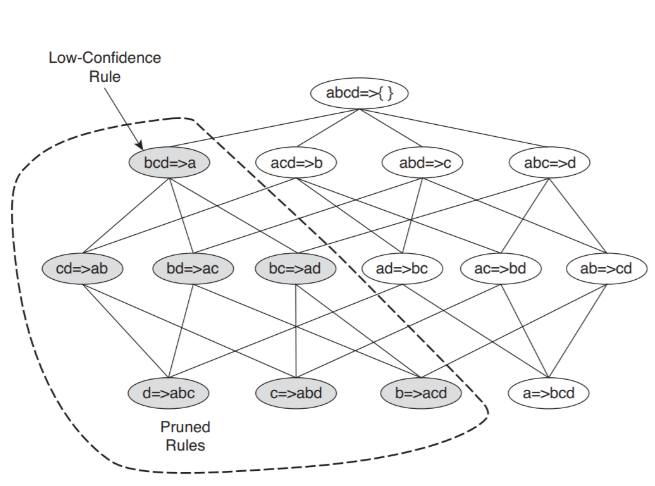 Low-Confidence
Rule
abcd=>{ }
bcd=>a
acd=>b
abd=>c
abc=>d
cd=>ab
bd=>ac
bc=>ad
ad=>bc
ac=>bd
ab=>cd
d=>abc
c=>abd
b=>acd
a=>bcd
Pruned
Rules